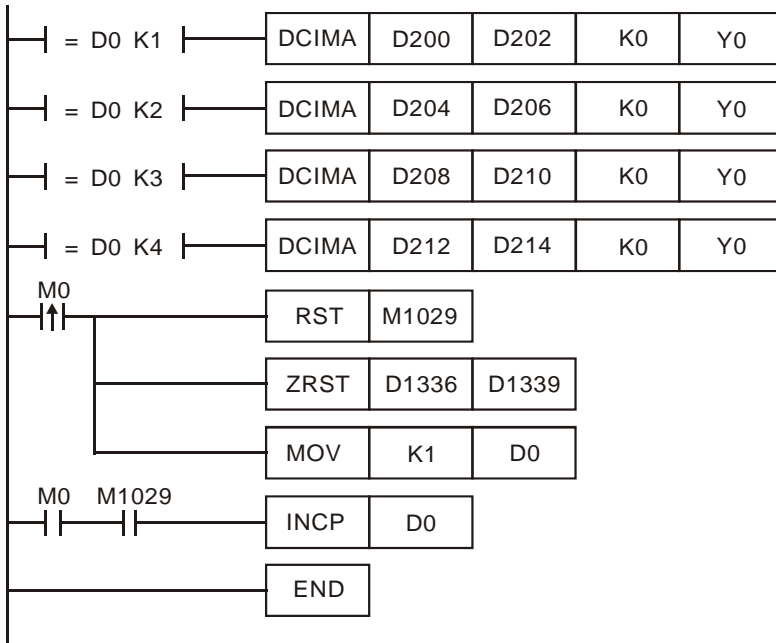 = D0 K1 DCIMA D200 D202 K0 Y0
= D0 K2 DCIMA D204 D206 K0 Y0
= D0 K3 DCIMA D208 D210 K0 Y0
= D0 K4 DCIMA D212 D214 K0 Y0
M0
RST M1029
ZRST D1336 D1339
MOV K1 D0
M0 M1029
INCP D0
END